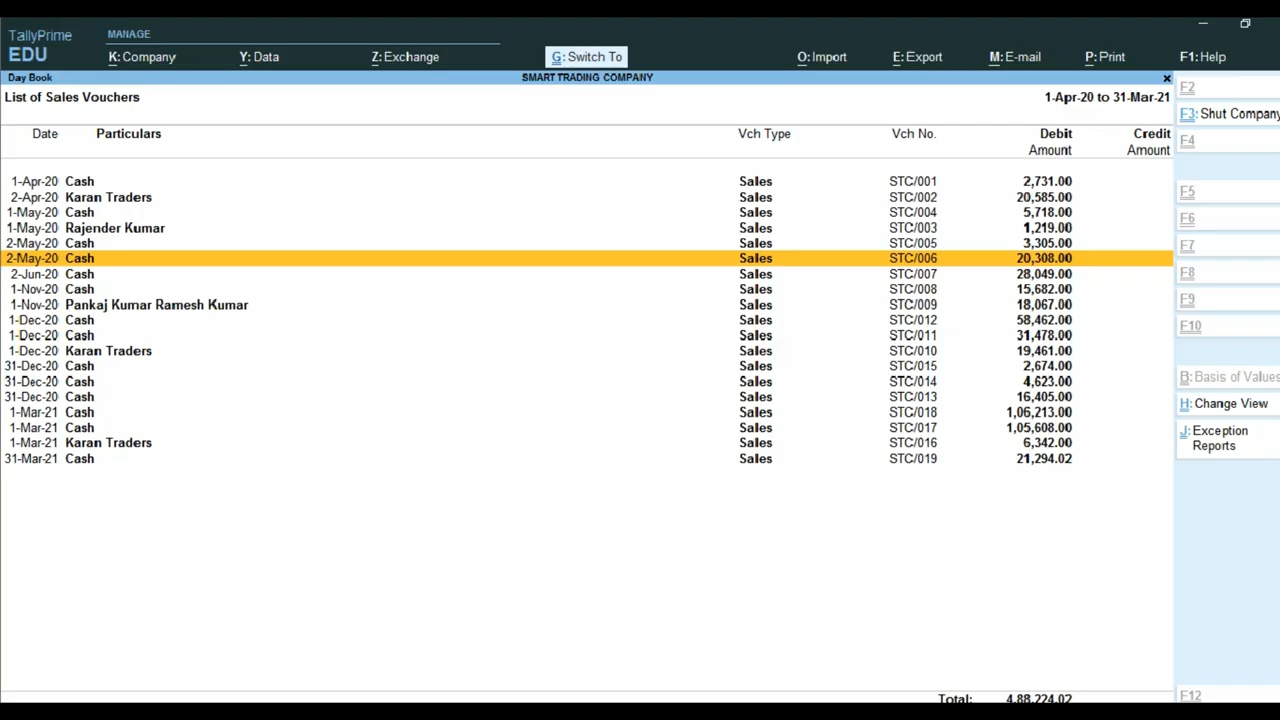 TallyPrime
EDU
MANAGE
K: Company Y: Data Z: Exchange G: Switch To O: Import E: Export M: E-mail P: Print F1: Help
Day Book SMART TRADING COMPANY x
List of Sales Vouchers 1-Apr-20 to 31-Mar-21
Date Particulars Vch Type Vch No. Debit Credit
Amount Amount
1-Apr-20 Cash Sales STC/001 2,731.00
2-Apr-20 Karan Traders Sales STC/002 20,585.00
1-May-20 Cash Sales STC/004 5,718.00
1-May-20 Rajender Kumar Sales STC/003 1,219.00
2-May-20 Cash Sales STC/005 3,305.00
2-May-20 Cash Sales STC/006 20,308.00
2-Jun-20 Cash Sales STC/007 28,049.00
1-Nov-20 Cash Sales STC/008 15,682.00
1-Nov-20 Pankaj Kumar Ramesh Kumar Sales STC/009 18,067.00
1-Dec-20 Cash Sales STC/012 58,462.00
1-Dec-20 Cash Sales STC/011 31,478.00
1-Dec-20 Karan Traders Sales STC/010 19,461.00
31-Dec-20 Cash Sales STC/015 2,674.00
31-Dec-20 Cash Sales STC/014 4,623.00
31-Dec-20 Cash Sales STC/013 16,405.00
1-Mar-21 Cash Sales STC/018 1,06,213.00
1-Mar-21 Cash Sales STC/017 1,05,608.00
1-Mar-21 Karan Traders Sales STC/016 6,342.00
31-Mar-21 Cash Sales STC/019 21,294.02
Total: 4,88,224.02
F2
F3: Shut Company
F4
F5
F6
F7
F8
F9
F10
B: Basis of Values
H: Change View
J: Exception
Reports
F12